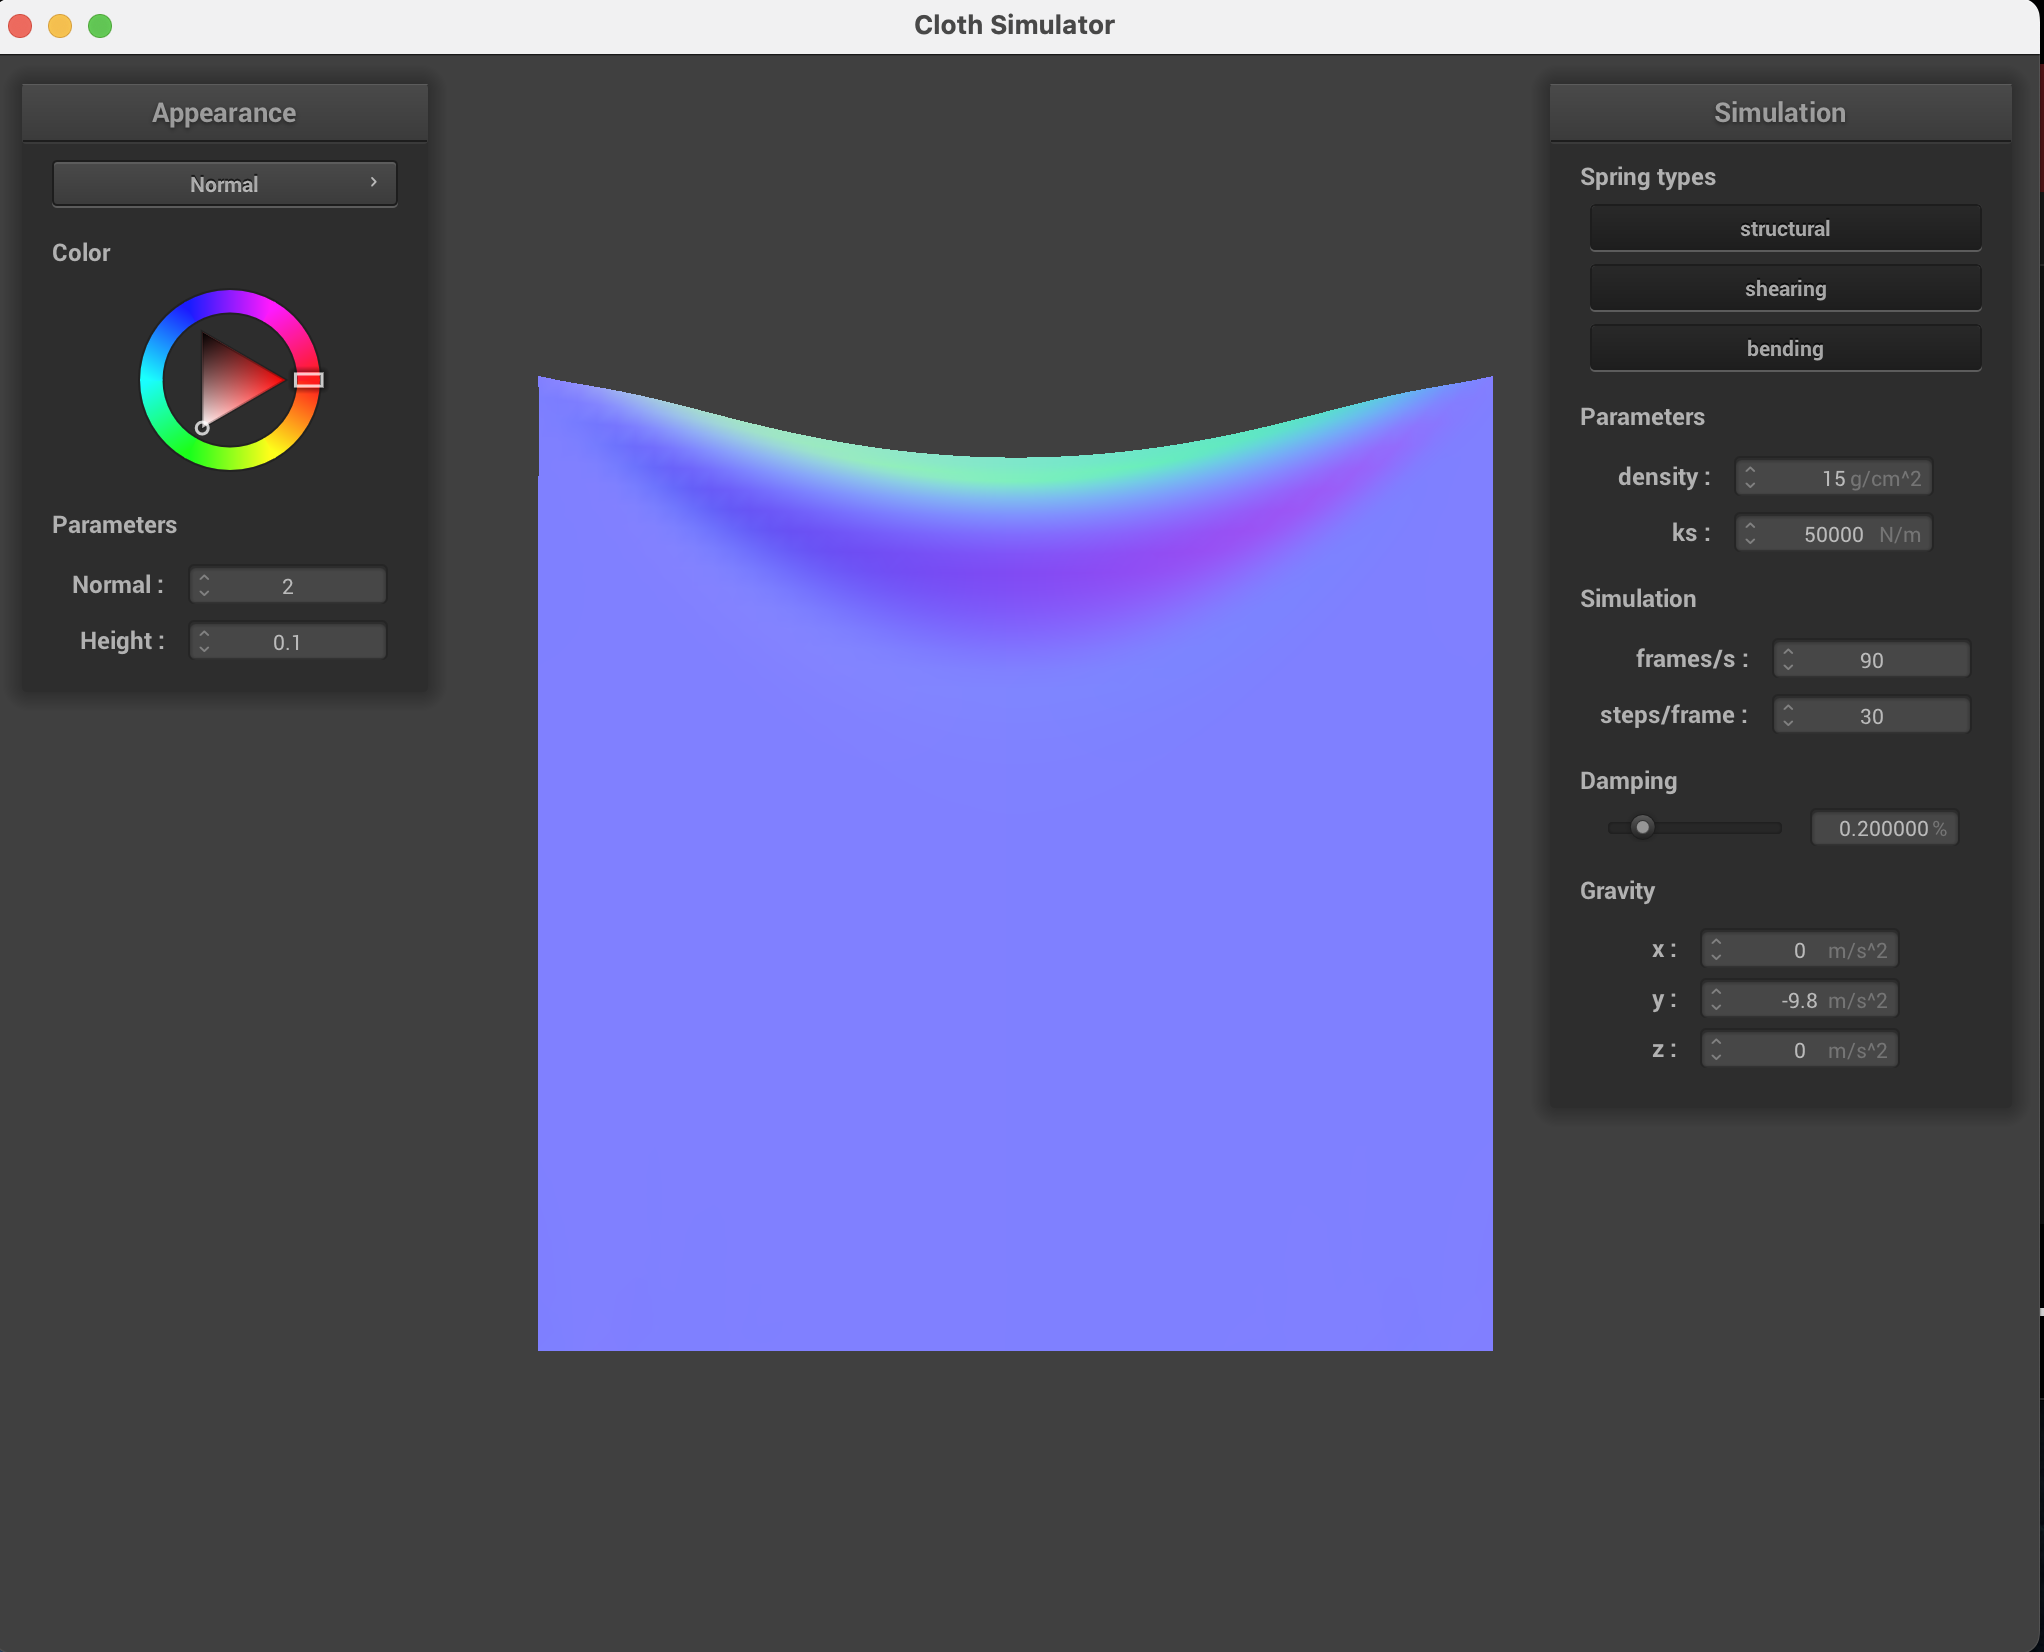 Cloth Simulator
Appearance
Normal
Color
Parameters
Normal : 2
Height : 0.1
Simulation
Spring types
structural
shearing
bending
Parameters
density : 15 g/cm^2
ks : 50000 N/m
Simulation
frames/s : 90
steps/frame : 30
Damping
0.200000 %
Gravity
x : 0 m/s^2
y : -9.8 m/s^2
z : 0 m/s^2